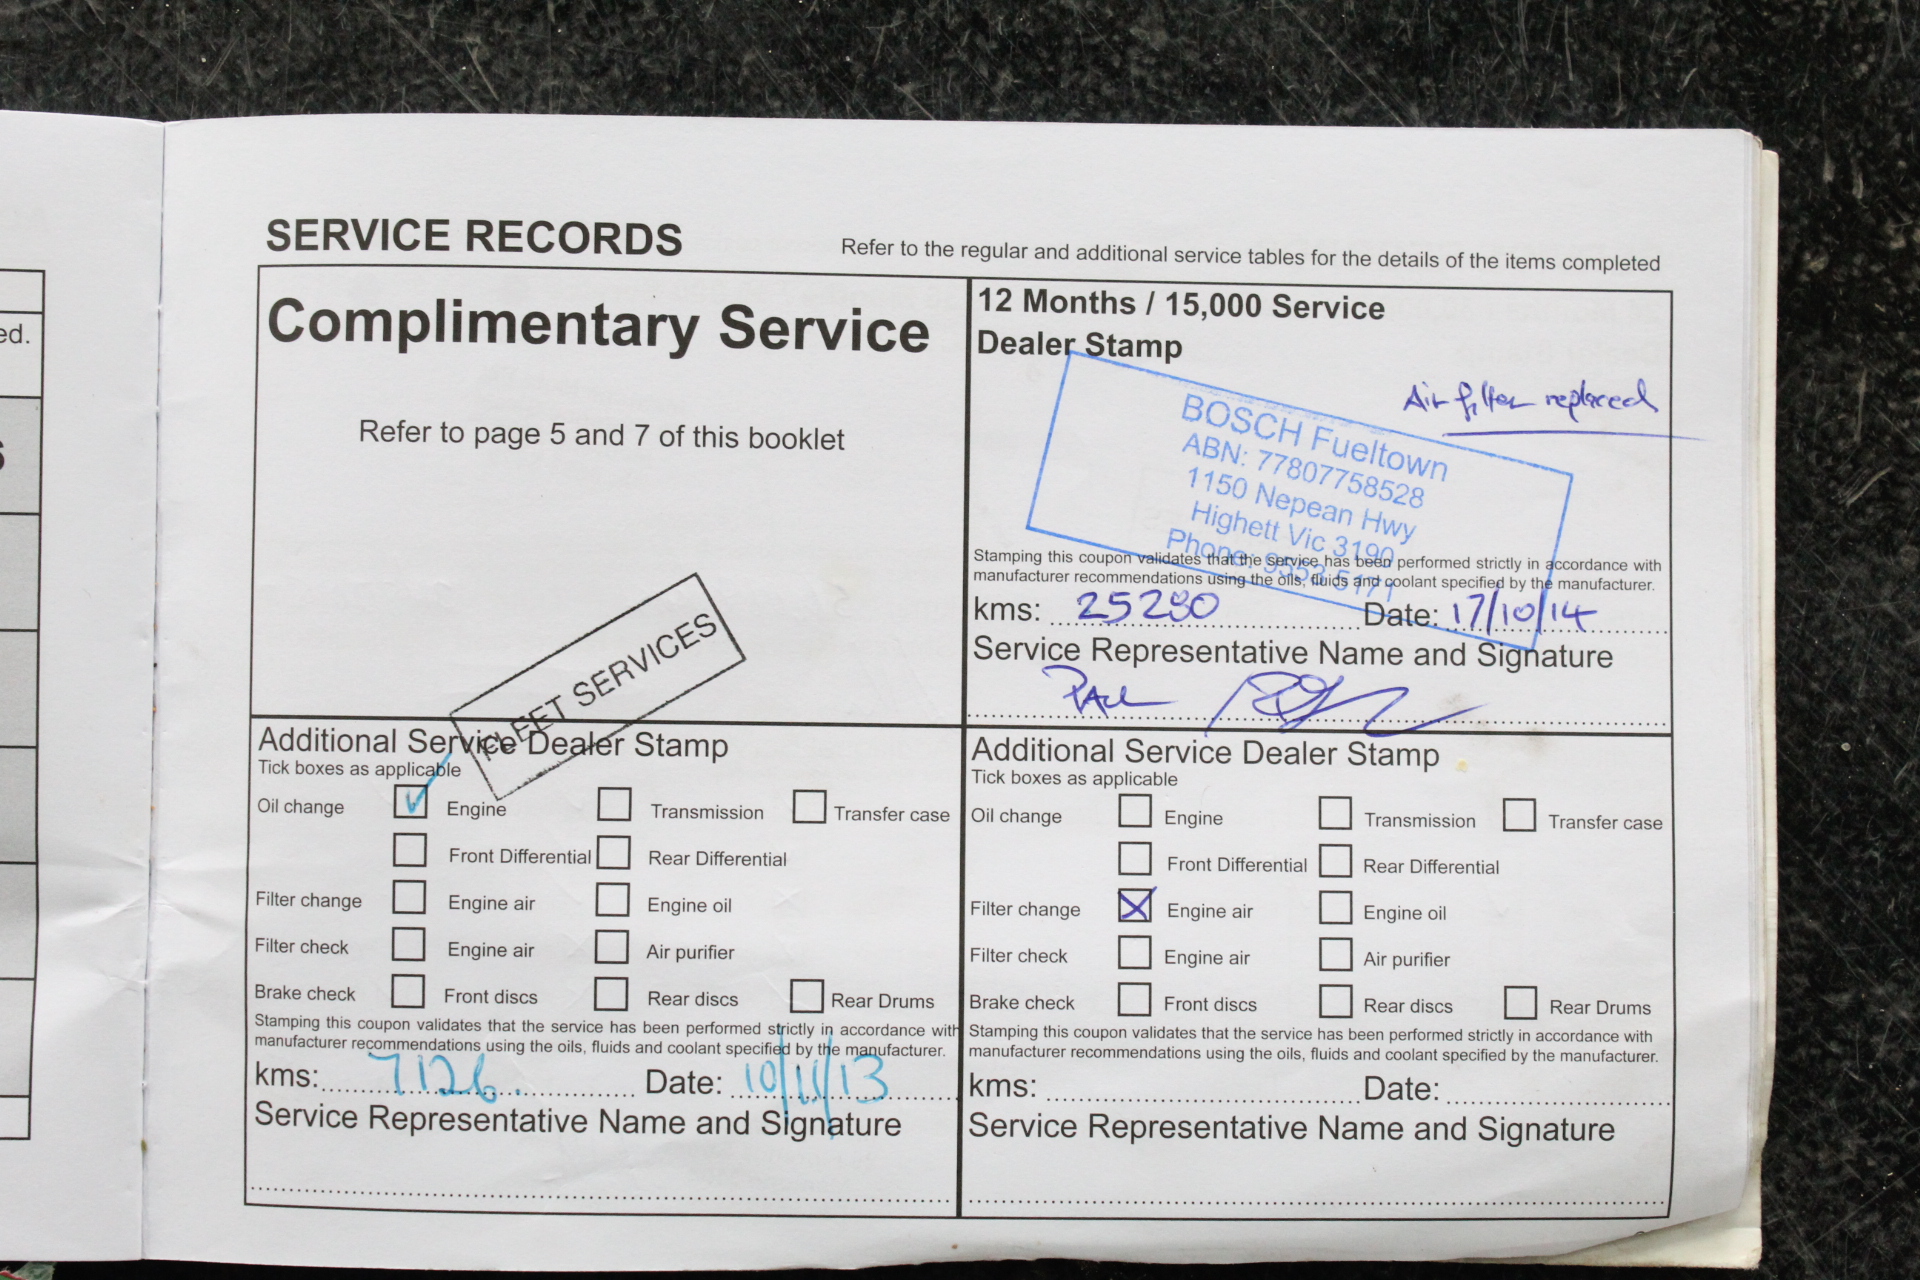 ed.
SERVICE RECORDS
Refer to the regular and additional service tables for the details of the items completed
Complimentary Service
Refer to page 5 and 7 of this booklet
FLEET SERVICES
12 Months / 15,000 Service
Dealer Stamp
Air filter replaced
BOSCH Fueltown
ABN: 77807758528
1150 Nepean Hwy
Highett Vic 3190
Phone: 9553 5171
Stamping this coupon validates that the service has been performed strictly in accordance with
manufacturer recommendations using the oils, fluids and coolant specified by the manufacturer.
kms: 25290 Date: 17/10/14
Service Representative Name and Signature
PAul
Additional Service Dealer Stamp
Tick boxes as applicable
Oil change Engine Transmission Transfer case
Front Differential Rear Differential
Filter change Engine air Engine oil
Filter check Engine air Air purifier
Brake check Front discs Rear discs Rear Drums
Stamping this coupon validates that the service has been performed strictly in accordance with
manufacturer recommendations using the oils, fluids and coolant specified by the manufacturer.
kms: 7126 Date: 10/11/13
Service Representative Name and Signature
Additional Service Dealer Stamp
Tick boxes as applicable
Oil change Engine Transmission Transfer case
Front Differential Rear Differential
Filter change Engine air Engine oil
Filter check Engine air Air purifier
Brake check Front discs Rear discs Rear Drums
Stamping this coupon validates that the service has been performed strictly in accordance with
manufacturer recommendations using the oils, fluids and coolant specified by the manufacturer.
kms: Date:
Service Representative Name and Signature